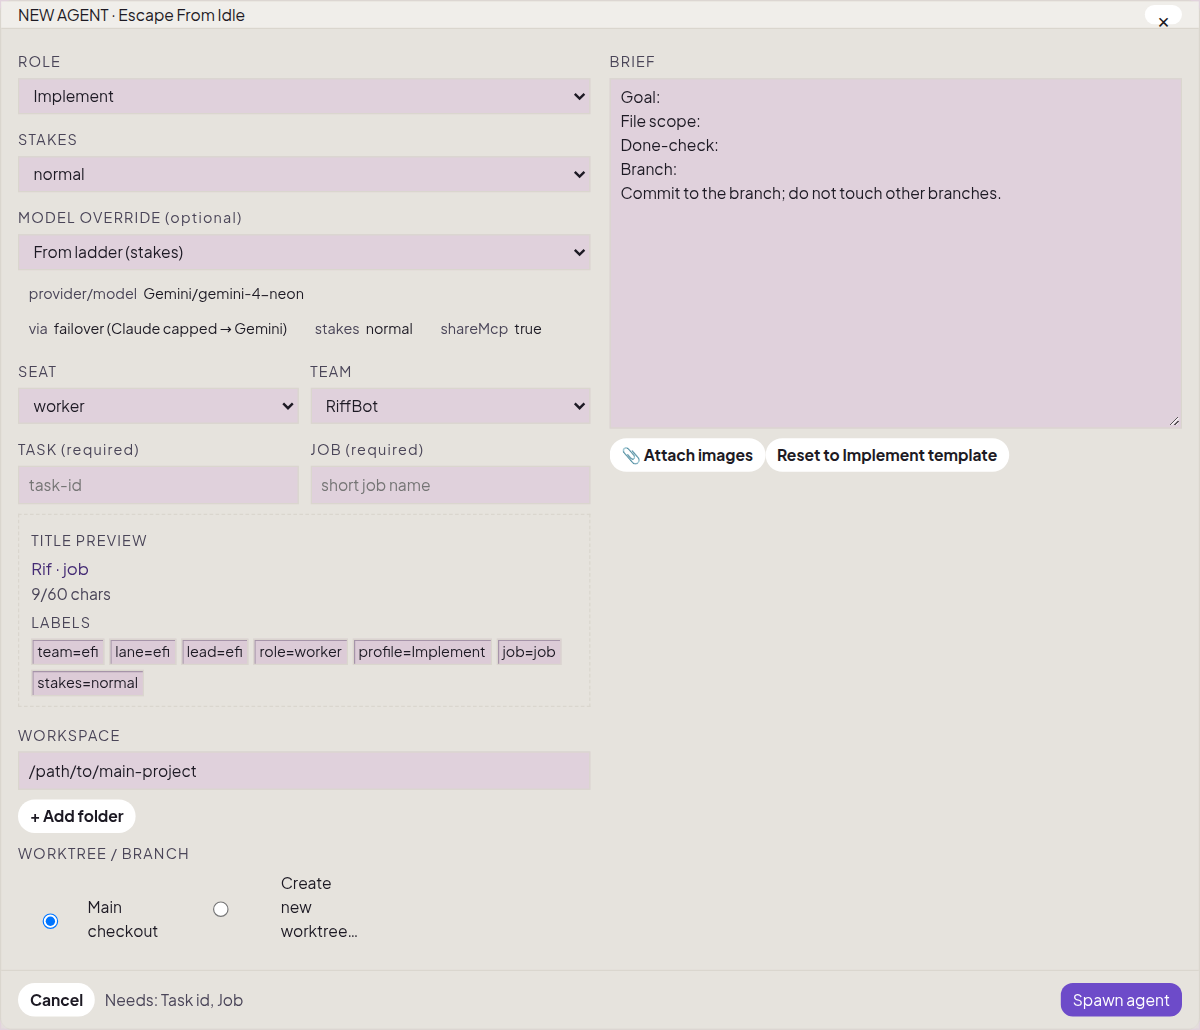 NEW AGENT · Escape From Idle
×
ROLE
Implement
STAKES
normal
MODEL OVERRIDE (optional)
From ladder (stakes)
provider/model Gemini/gemini-4-neon
via failover (Claude capped → Gemini) stakes normal shareMcp true
SEAT
worker
TEAM
RiffBot
TASK (required)
task-id
JOB (required)
short job name
TITLE PREVIEW
Rif · job
9/60 chars
LABELS
team=efi lane=efi lead=efi role=worker profile=Implement job=job
stakes=normal
WORKSPACE
/path/to/main-project
+ Add folder
WORKTREE / BRANCH
Main
checkout
Create
new
worktree…
BRIEF
Goal:
File scope:
Done-check:
Branch:
Commit to the branch; do not touch other branches.
📎 Attach images
Reset to Implement template
Cancel
Needs: Task id, Job
Spawn agent